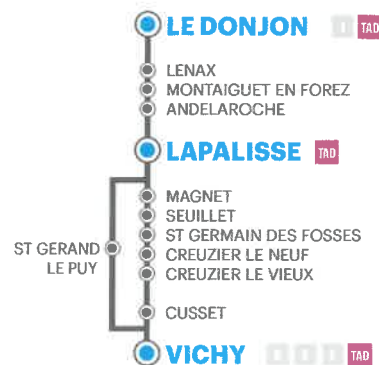 LE DONJON TAD
LENAX
MONTAIGUET EN FOREZ
ANDELAROCHE
LAPALISSE TAD
MAGNET
SEUILLET
ST GERMAIN DES FOSSES
ST GERAND
LE PUY
CREUZIER LE NEUF
CREUZIER LE VIEUX
CUSSET
VICHY TAD